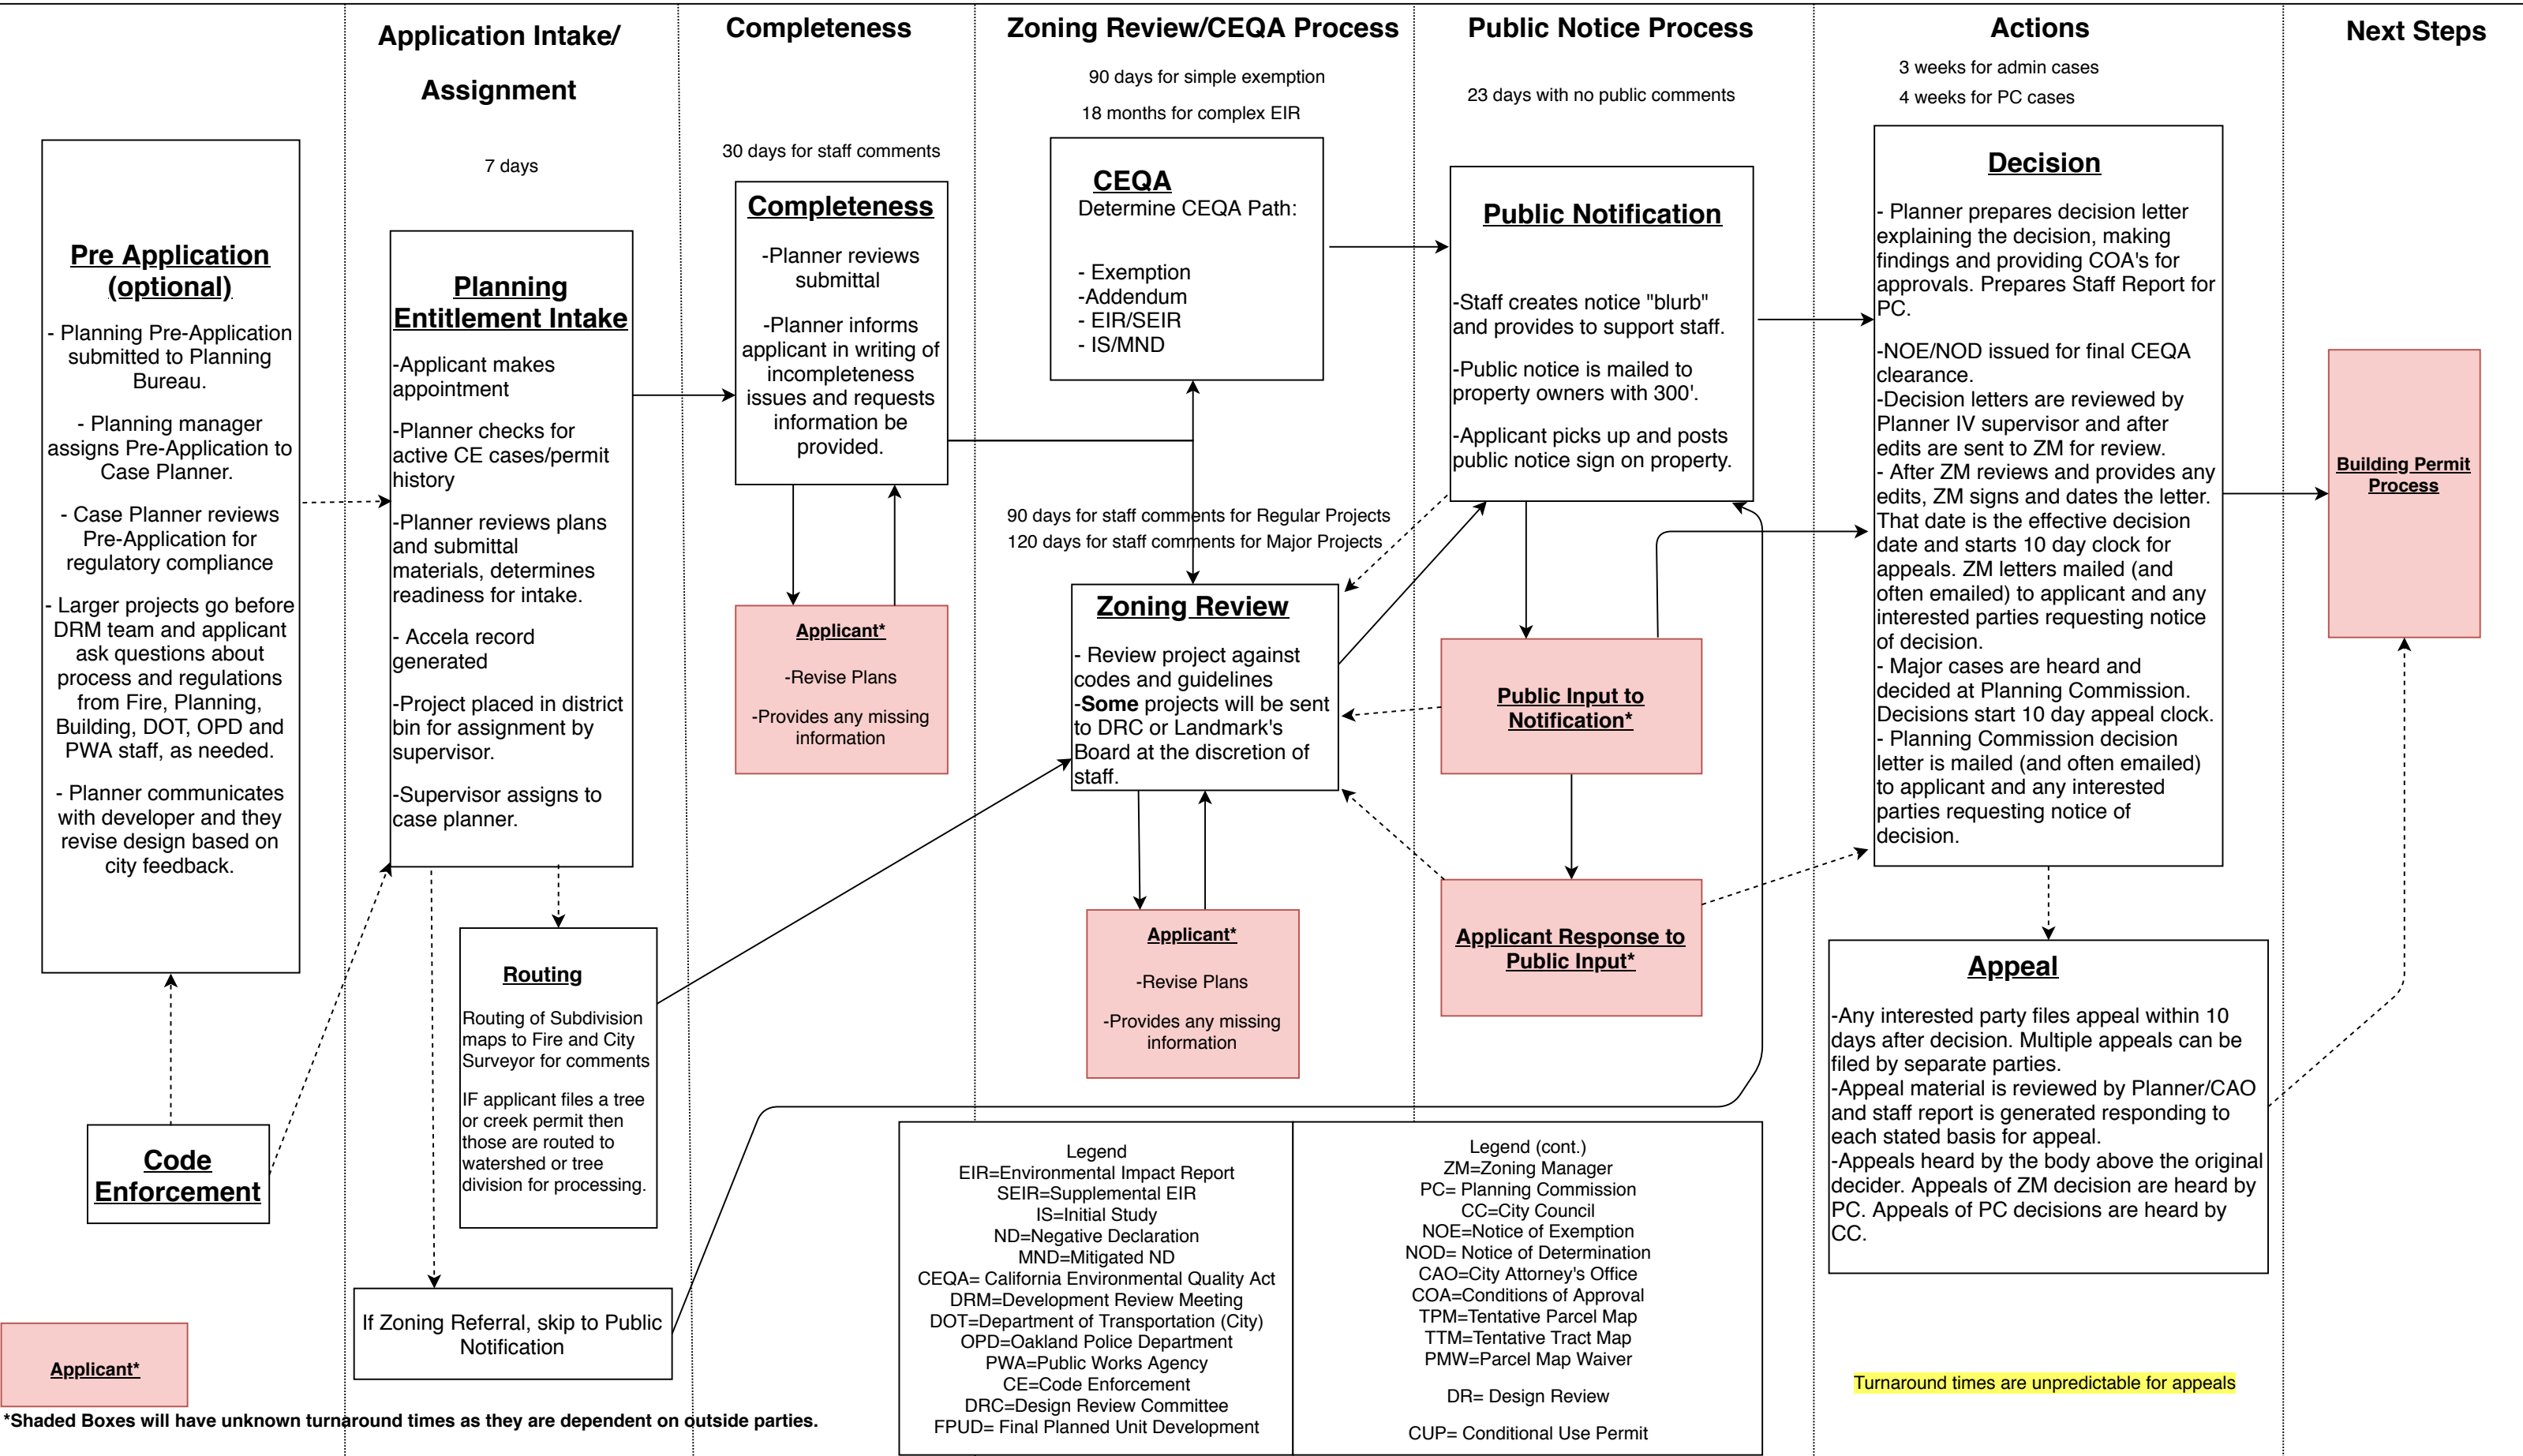 Application Intake/
Assignment
7 days
Completeness
30 days for staff comments
Zoning Review/CEQA Process
90 days for simple exemption
18 months for complex EIR
Public Notice Process
23 days with no public comments
Actions
3 weeks for admin cases
4 weeks for PC cases
Next Steps
Pre Application
(optional)
- Planning Pre-Application
submitted to Planning
Bureau.
- Planning manager
assigns Pre-Application to
Case Planner.
- Case Planner reviews
Pre-Application for
regulatory compliance
- Larger projects go before
DRM team and applicant
ask questions about
process and regulations
from Fire, Planning,
Building, DOT, OPD and
PWA staff, as needed.
- Planner communicates
with developer and they
revise design based on
city feedback.
Code
Enforcement
Applicant*
*Shaded Boxes will have unknown turnaround times as they are dependent on outside parties.
Planning
Entitlement Intake
-Applicant makes
appointment
-Planner checks for
active CE cases/permit
history
-Planner reviews plans
and submittal
materials, determines
readiness for intake.
- Accela record
generated
-Project placed in district
bin for assignment by
supervisor.
-Supervisor assigns to
case planner.
Routing
Routing of Subdivision
maps to Fire and City
Surveyor for comments
IF applicant files a tree
or creek permit then
those are routed to
watershed or tree
division for processing.
If Zoning Referral, skip to Public
Notification
Completeness
-Planner reviews
submittal
-Planner informs
applicant in writing of
incompleteness
issues and requests
information be
provided.
Applicant*
-Revise Plans
-Provides any missing
information
CEQA
Determine CEQA Path:
- Exemption
-Addendum
- EIR/SEIR
- IS/MND
90 days for staff comments for Regular Projects
120 days for staff comments for Major Projects
Zoning Review
- Review project against
codes and guidelines
-Some projects will be sent
to DRC or Landmark's
Board at the discretion of
staff.
Applicant*
-Revise Plans
-Provides any missing
information
Public Notification
-Staff creates notice "blurb"
and provides to support staff.
-Public notice is mailed to
property owners with 300'.
-Applicant picks up and posts
public notice sign on property.
Public Input to
Notification*
Applicant Response to
Public Input*
Decision
- Planner prepares decision letter
explaining the decision, making
findings and providing COA's for
approvals. Prepares Staff Report for
PC.
-NOE/NOD issued for final CEQA
clearance.
-Decision letters are reviewed by
Planner IV supervisor and after
edits are sent to ZM for review.
- After ZM reviews and provides any
edits, ZM signs and dates the letter.
That date is the effective decision
date and starts 10 day clock for
appeals. ZM letters mailed (and
often emailed) to applicant and any
interested parties requesting notice
of decision.
- Major cases are heard and
decided at Planning Commission.
Decisions start 10 day appeal clock.
- Planning Commission decision
letter is mailed (and often emailed)
to applicant and any interested
parties requesting notice of
decision.
Appeal
-Any interested party files appeal within 10
days after decision. Multiple appeals can be
filed by separate parties.
-Appeal material is reviewed by Planner/CAO
and staff report is generated responding to
each stated basis for appeal.
-Appeals heard by the body above the original
decider. Appeals of ZM decision are heard by
PC. Appeals of PC decisions are heard by
CC.
Turnaround times are unpredictable for appeals
Building Permit
Process
Legend
EIR=Environmental Impact Report
SEIR=Supplemental EIR
IS=Initial Study
ND=Negative Declaration
MND=Mitigated ND
CEQA= California Environmental Quality Act
DRM=Development Review Meeting
DOT=Department of Transportation (City)
OPD=Oakland Police Department
PWA=Public Works Agency
CE=Code Enforcement
DRC=Design Review Committee
FPUD= Final Planned Unit Development
Legend (cont.)
ZM=Zoning Manager
PC= Planning Commission
CC=City Council
NOE=Notice of Exemption
NOD= Notice of Determination
CAO=City Attorney's Office
COA=Conditions of Approval
TPM=Tentative Parcel Map
TTM=Tentative Tract Map
PMW=Parcel Map Waiver
DR= Design Review
CUP= Conditional Use Permit